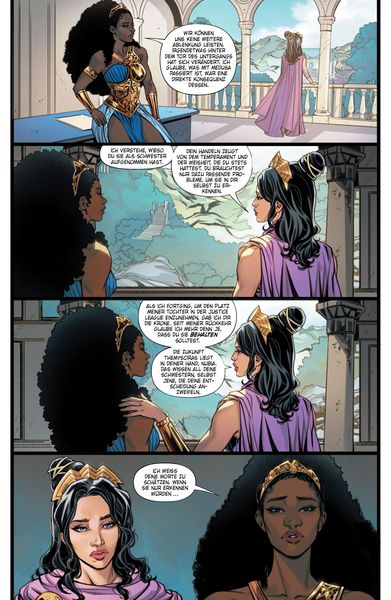 WIR KÖNNEN
UNS KEINE WEITERE
ABLENKUNG LEISTEN.
IRGENDETWAS HINTER
DEM TOR DES UNTERGANGS
HAT SICH VERÄNDERT. ICH
GLAUBE, WAS MIT MEDUSA
PASSIERT IST, WAR EINE
DIREKTE KONSEQUENZ
DESSEN.
ICH VERSTEHE, WIESO
DU SIE ALS SCHWESTER
AUFGENOMMEN HAST.
DEIN HANDELN ZEUGT
VON DEM TEMPERAMENT UND
DER WEISHEIT, DIE DU STETS
HATTEST. DU BRAUCHTEST
NUR DAZU PASSENDE PRO-
BLEME, UM SIE IN DIR
SELBST ZU ER-
KENNEN.
ALS ICH FORTGING, UM DEN PLATZ
MEINER TOCHTER IN DER JUSTICE
LEAGUE EINZUNEHMEN, GAB ICH DIR
DIE KRONE. SEIT MEINER RÜCKKEHR
GLAUBE ICH MEHR DENN JE,
DASS DU SIE BEHALTEN
SOLLTEST.
DIE ZUKUNFT
THEMYSCIRAS LIEGT
IN DEINER HAND, NUBIA.
DAS WISSEN ALL DEINE
SCHWESTERN, SELBST
JENE, DIE DEINE ENT-
SCHEIDUNG AN-
ZWEIFELN.
ICH WEISS
DEINE WORTE ZU
SCHÄTZEN. WENN
SIE NUR ERKENNEN
WÜRDEN ...